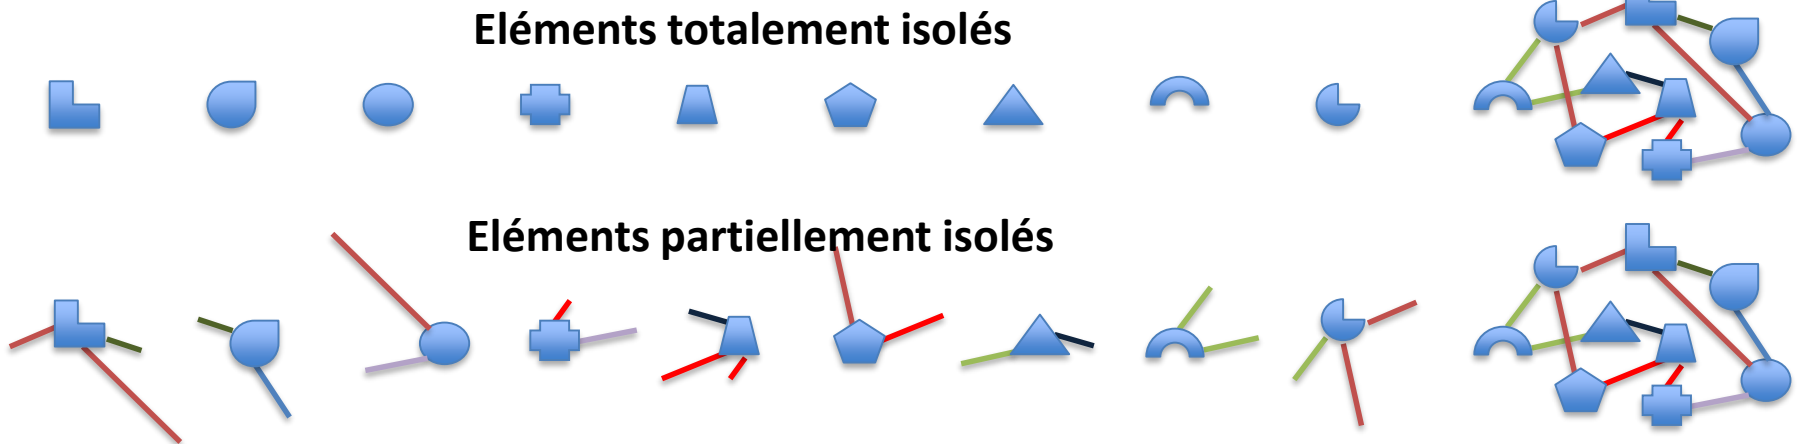 Eléments totalement isolés
Eléments partiellement isolés